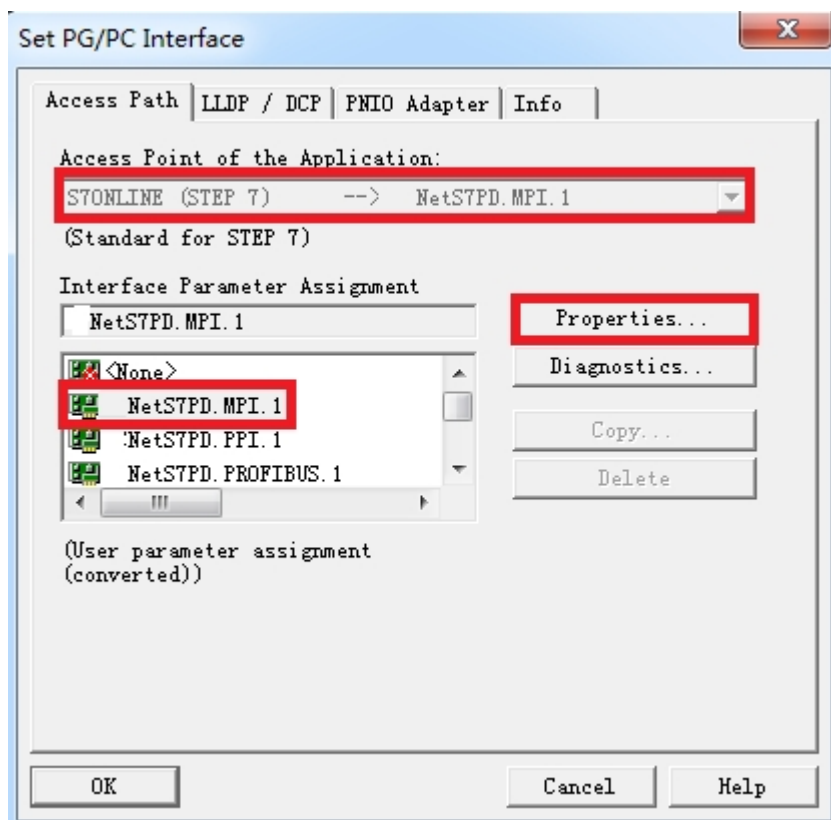 Set PG/PC Interface
Access Path LLDP / DCP PNIO Adapter Info
Access Point of the Application:
S7ONLINE (STEP 7) --> NetS7PD.MPI.1
(Standard for STEP 7)
Interface Parameter Assignment
NetS7PD.MPI.1
Properties...
<None>
Diagnostics...
NetS7PD.MPI.1
NetS7PD.PPI.1
Copy...
NetS7PD.PROFIBUS.1
Delete
(User parameter assignment
(converted))
OK Cancel Help